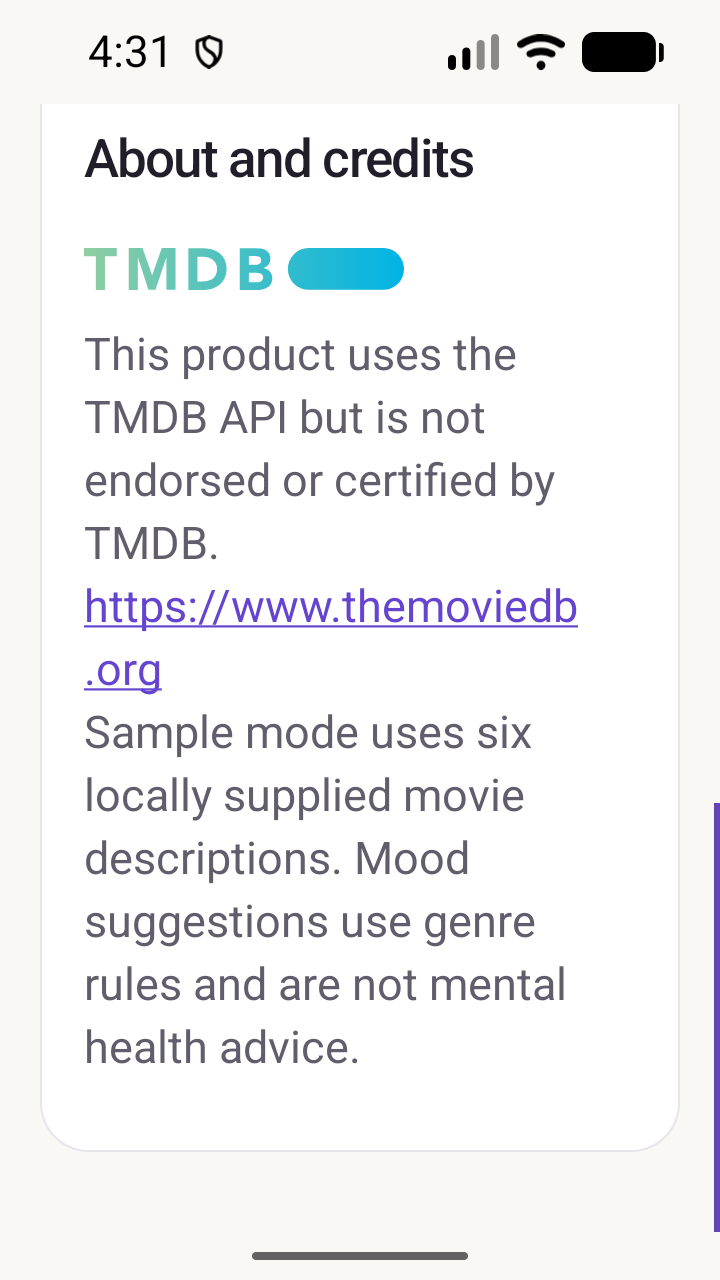 4:31
About and credits
TMDB
This product uses the
TMDB API but is not
endorsed or certified by
TMDB.
https://www.themoviedb
.org
Sample mode uses six
locally supplied movie
descriptions. Mood
suggestions use genre
rules and are not mental
health advice.